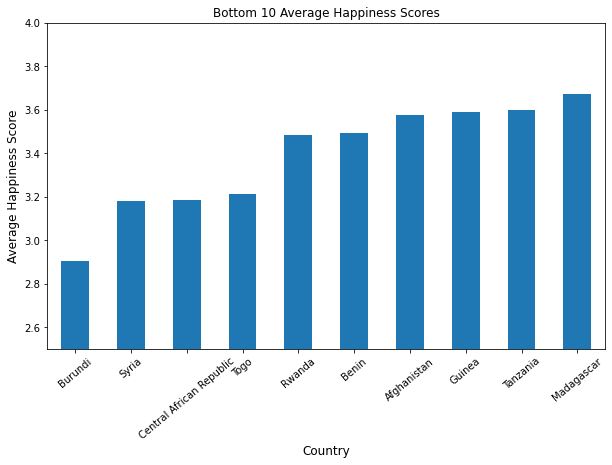 Bottom 10 Average Happiness Scores
4.0
3.8
3.6
3.4
3.2
3.0
2.8
2.6
Average Happiness Score
Burundi
Syria
Central African Republic
Togo
Rwanda
Benin
Afghanistan
Guinea
Tanzania
Madagascar
Country